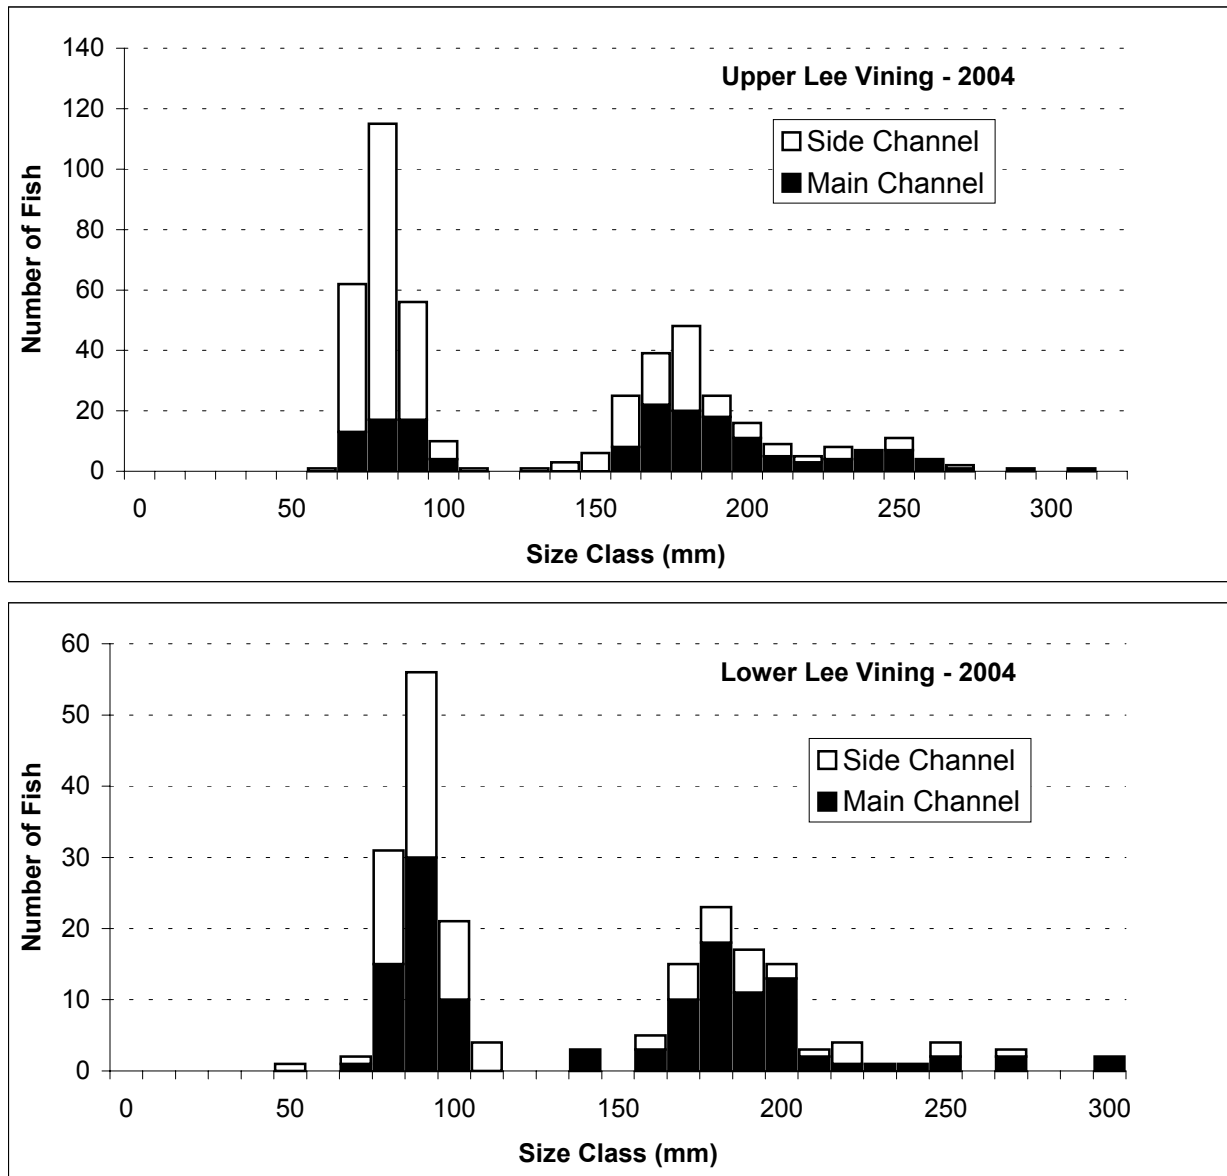 140
120
100
80
60
40
20
0
Number of Fish
Upper Lee Vining - 2004
Side Channel
Main Channel
0 50 100 150 200 250 300
Size Class (mm)
60
50
40
30
20
10
0
Number of Fish
Lower Lee Vining - 2004
Side Channel
Main Channel
0 50 100 150 200 250 300
Size Class (mm)